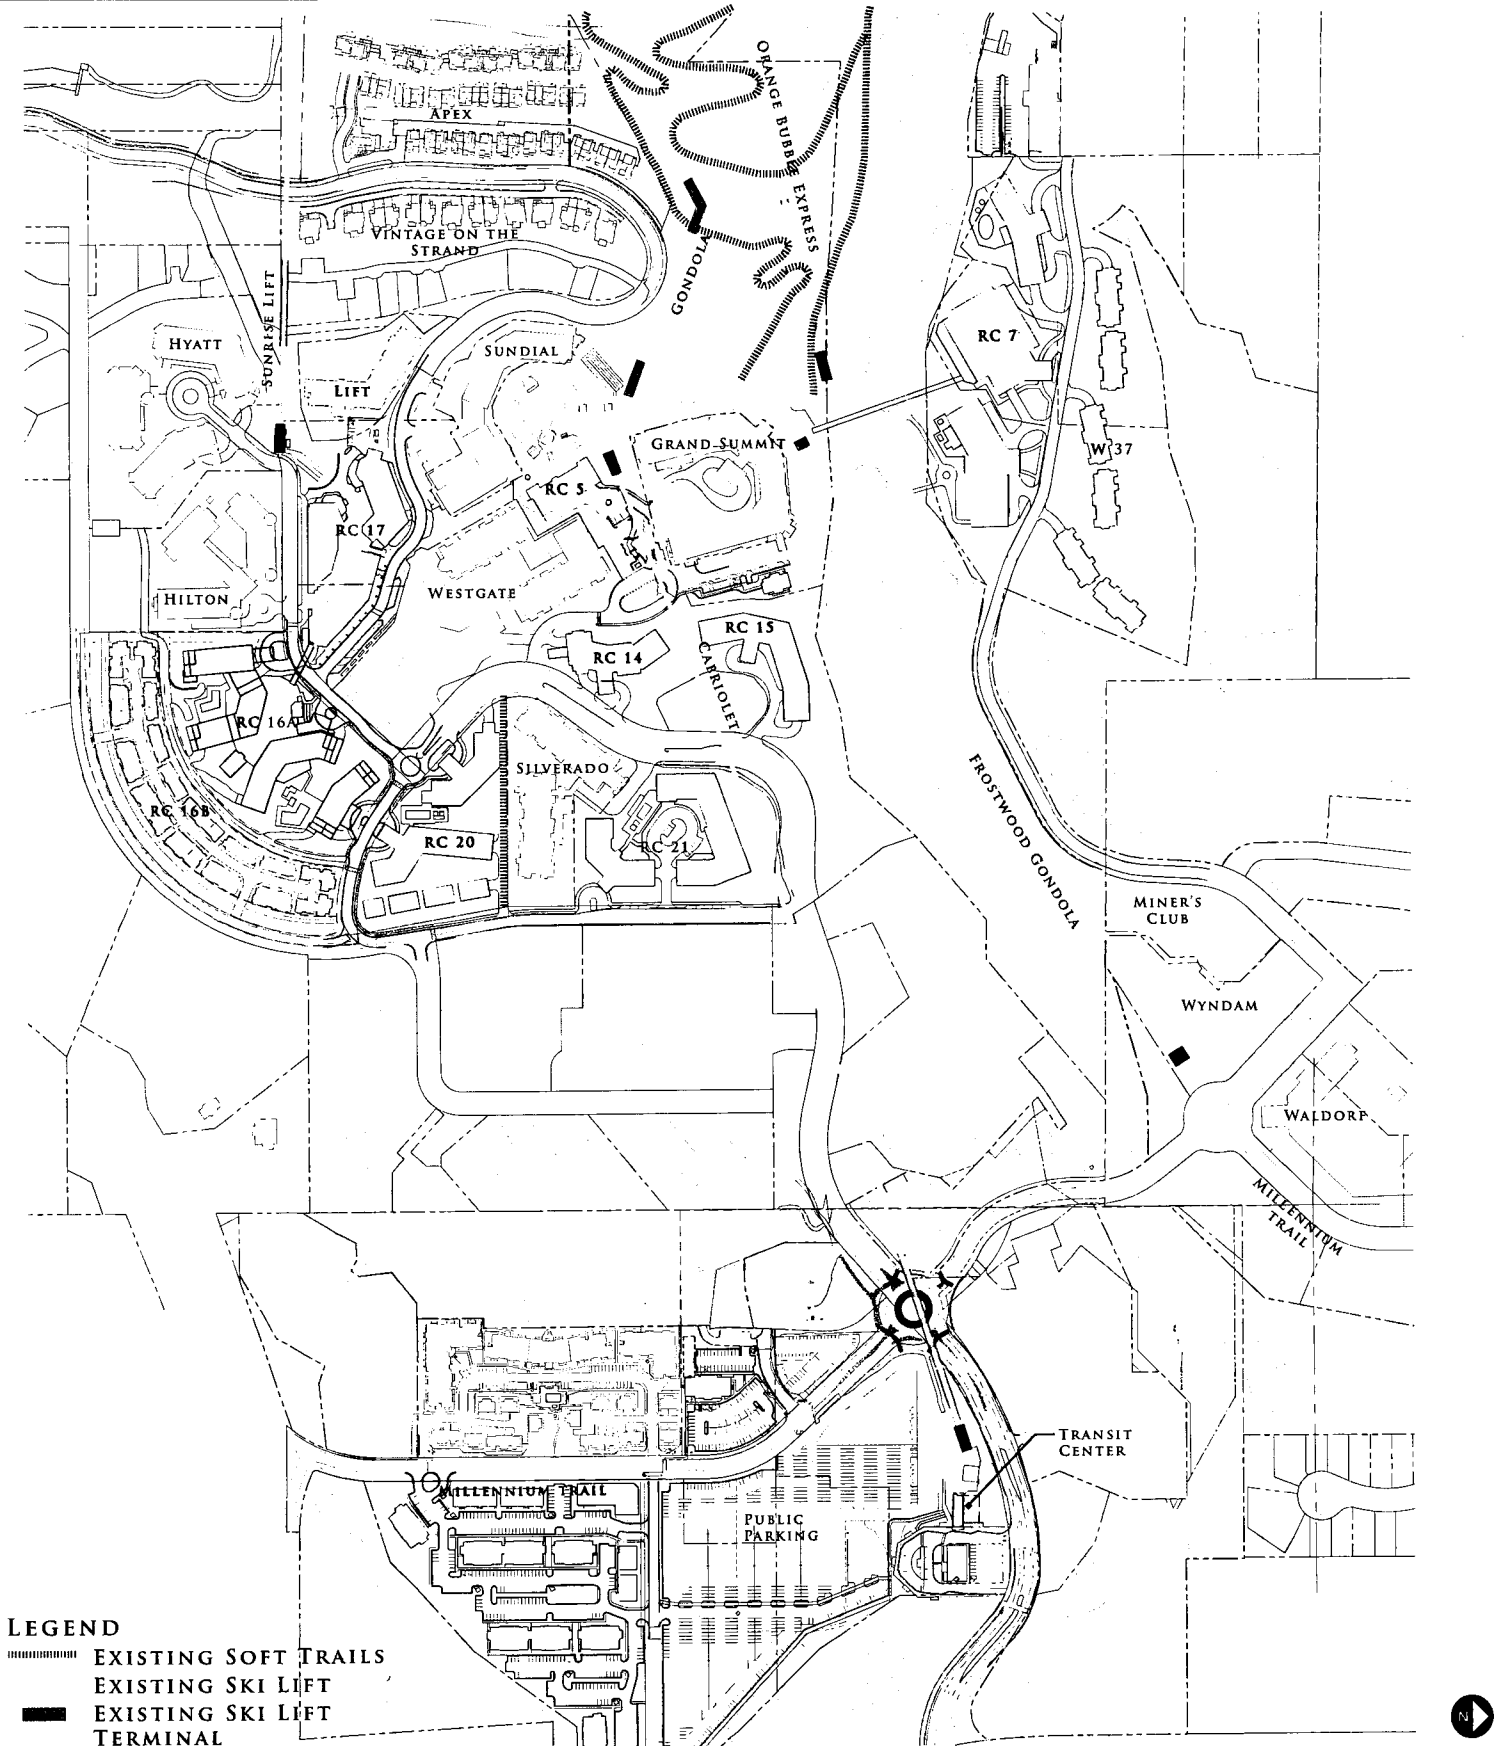 APEX
ORANGE BUBBLE EXPRESS
VINTAGE ON THE
STRAND
GONDOLA
SUNRISE LIFT
HYATT
LIFT
SUNDIAL
RC 7
GRAND SUMMIT
W 37
RC 5
RC 17
HILTON
WESTGATE
RC 15
RC 14
CABRIOLET
RC 16A
SILVERADO
RC 16B
RC 20
RC 21
FROSTWOOD GONDOLA
MINER'S
CLUB
WYNDAM
WALDORF
MILLENNIUM
TRAIL
TRANSIT
CENTER
MILLENNIUM TRAIL
PUBLIC
PARKING
LEGEND
EXISTING SOFT TRAILS
EXISTING SKI LIFT
EXISTING SKI LIFT
TERMINAL
N